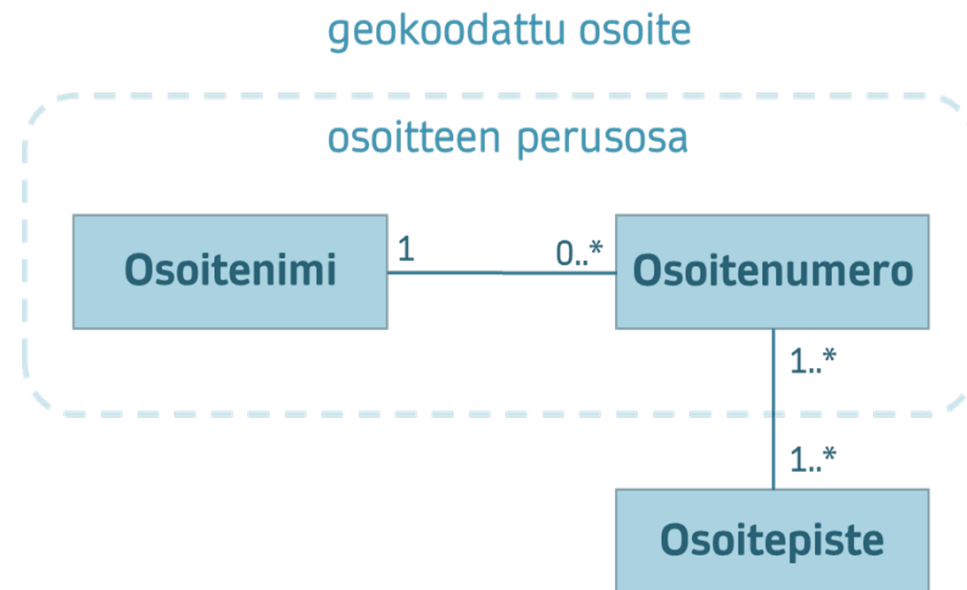 geokoodattu osoite
osoitteen perusosa
Osoitenimi
1
0..*
Osoitenumero
1..*
1..*
Osoitepiste